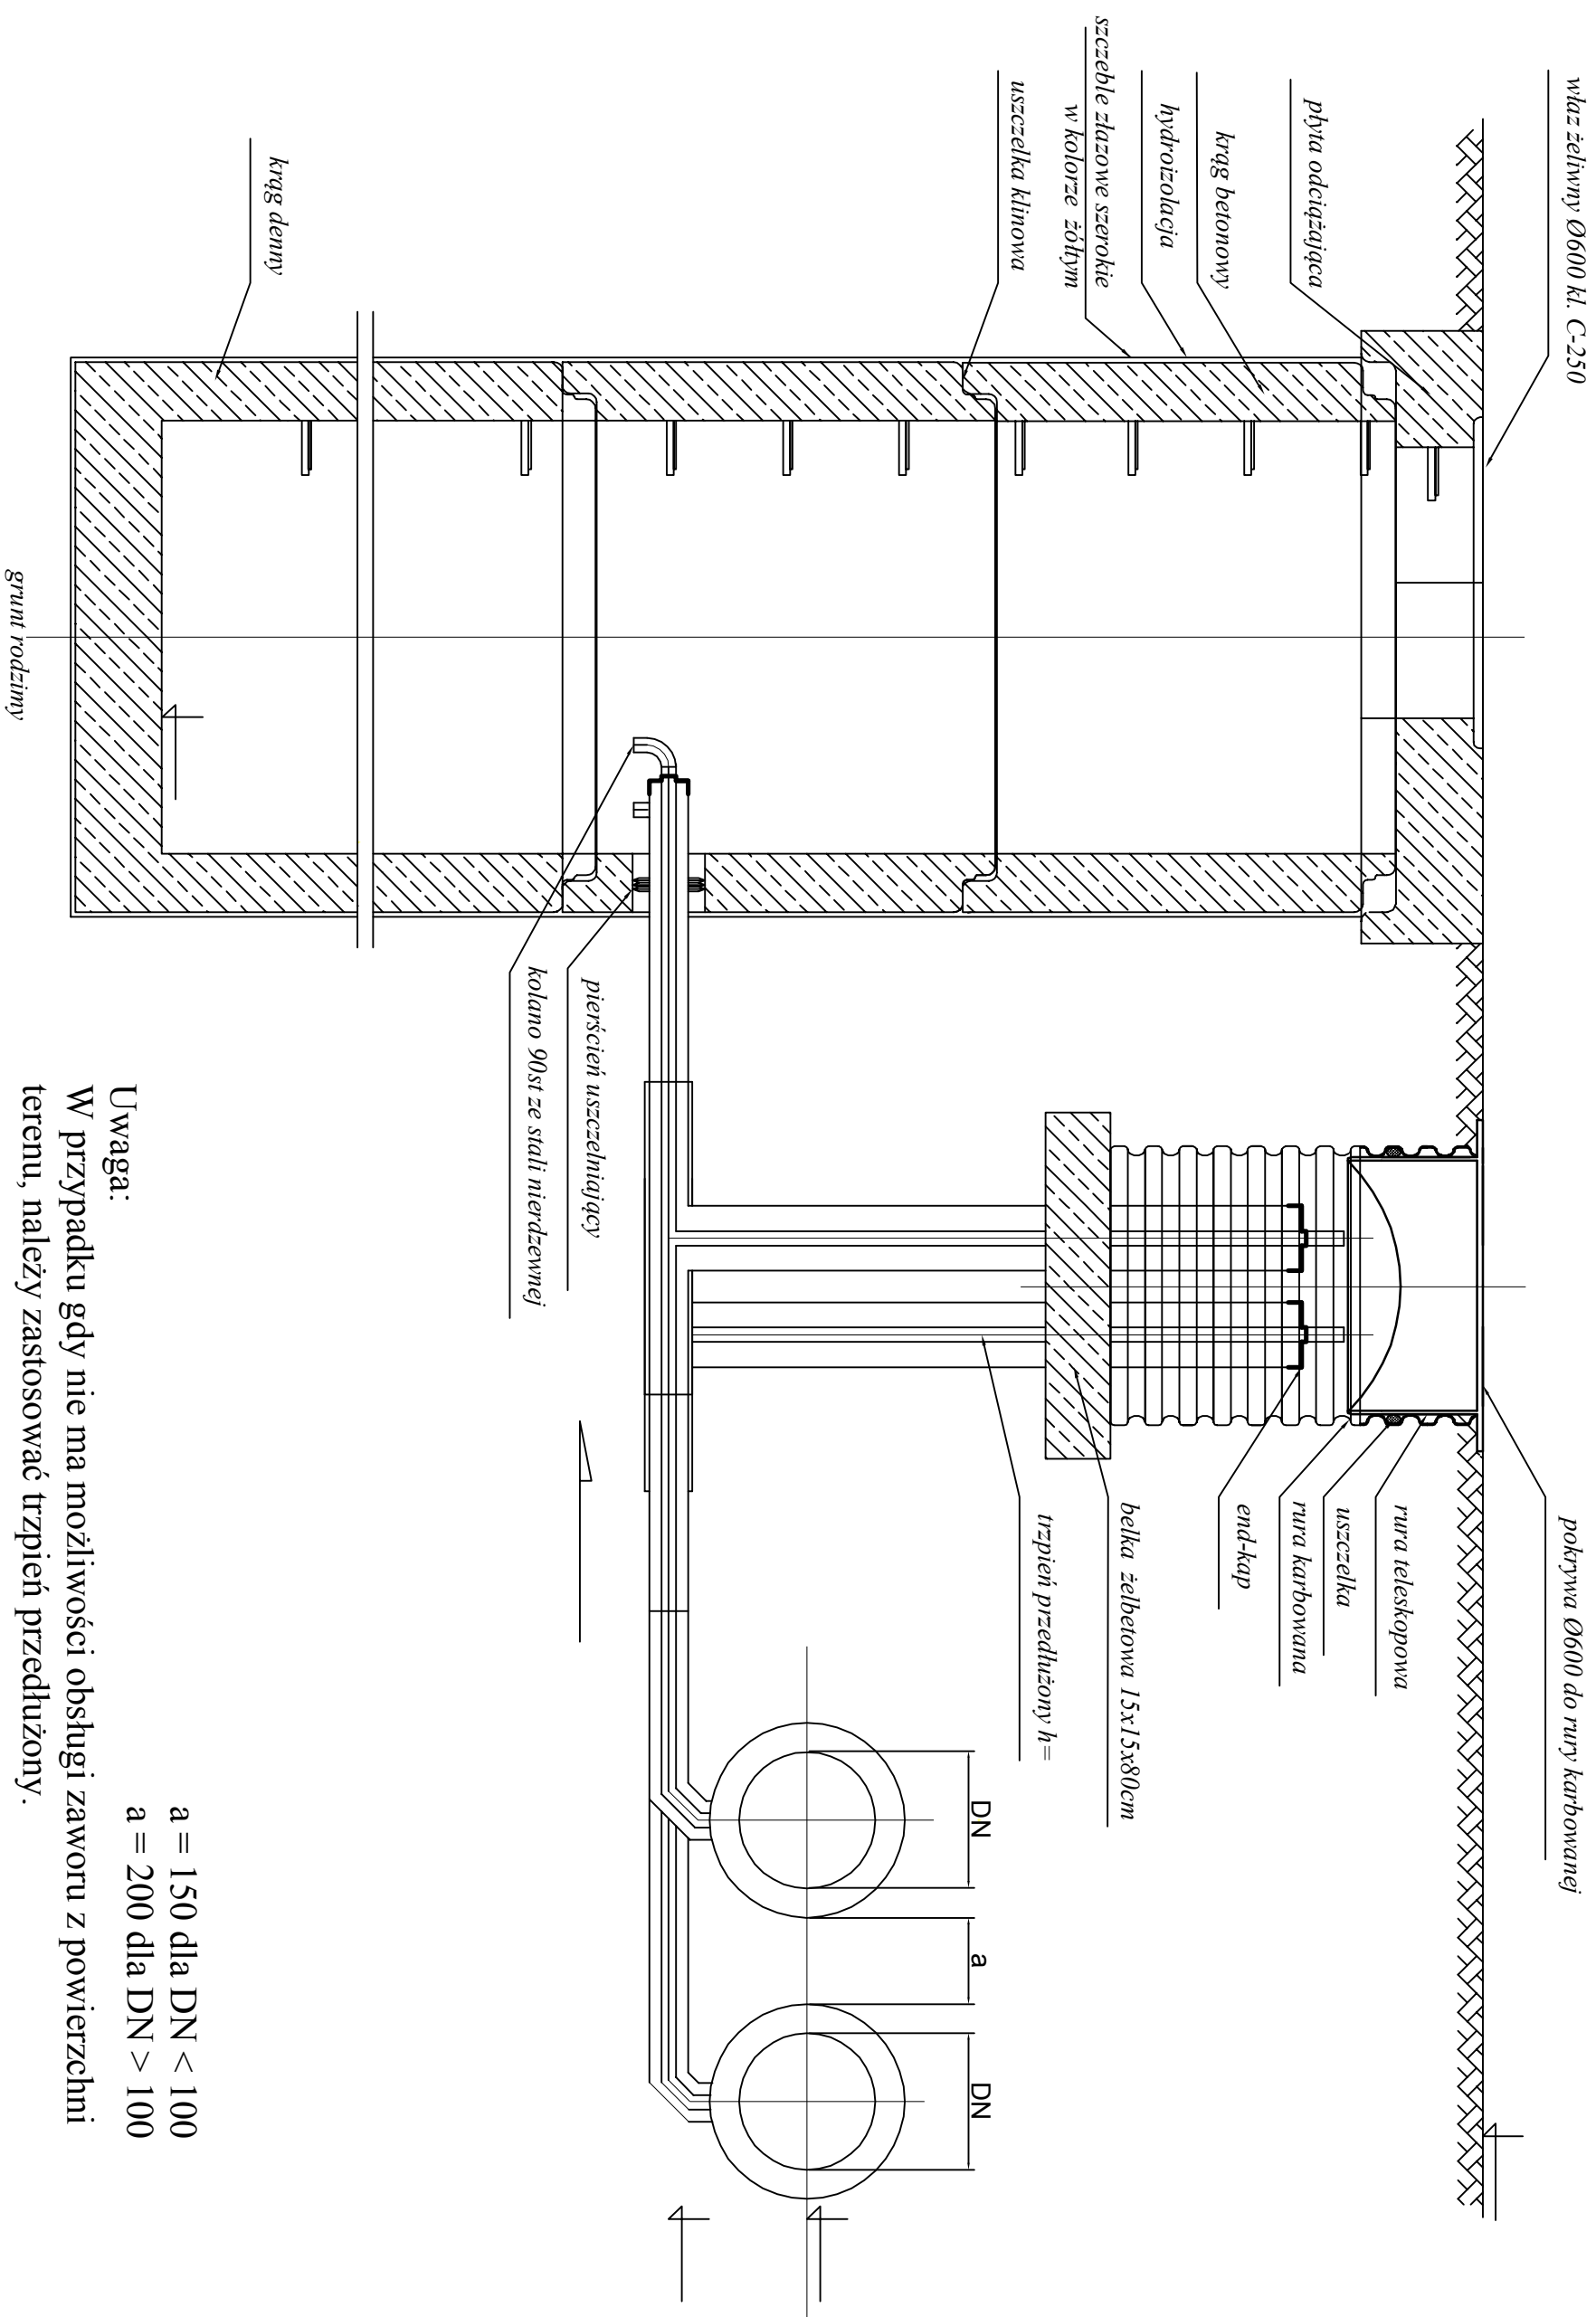 właz żeliwny Ø600 kl. C-250
płyta odciążająca
krąg betonowy
hydroizolacja
szczeble złazowe szerokie
w kolorze żółtym
uszczelka klinowa
krąg denny
grunt rodzimy
pokrywa Ø600 do rury karbowanej
rura teleskopowa
uszczelka
rura karbowana
end-kap
belka żelbetowa 15x15x80cm
trzpień przedłużony h=
pierścień uszczelniający
kolano 90st ze stali nierdzewnej
DN
a
DN
a = 150 dla DN < 100
a = 200 dla DN > 100
Uwaga:
W przypadku gdy nie ma możliwości obsługi zaworu z powierzchni
terenu, należy zastosować trzpień przedłużony.